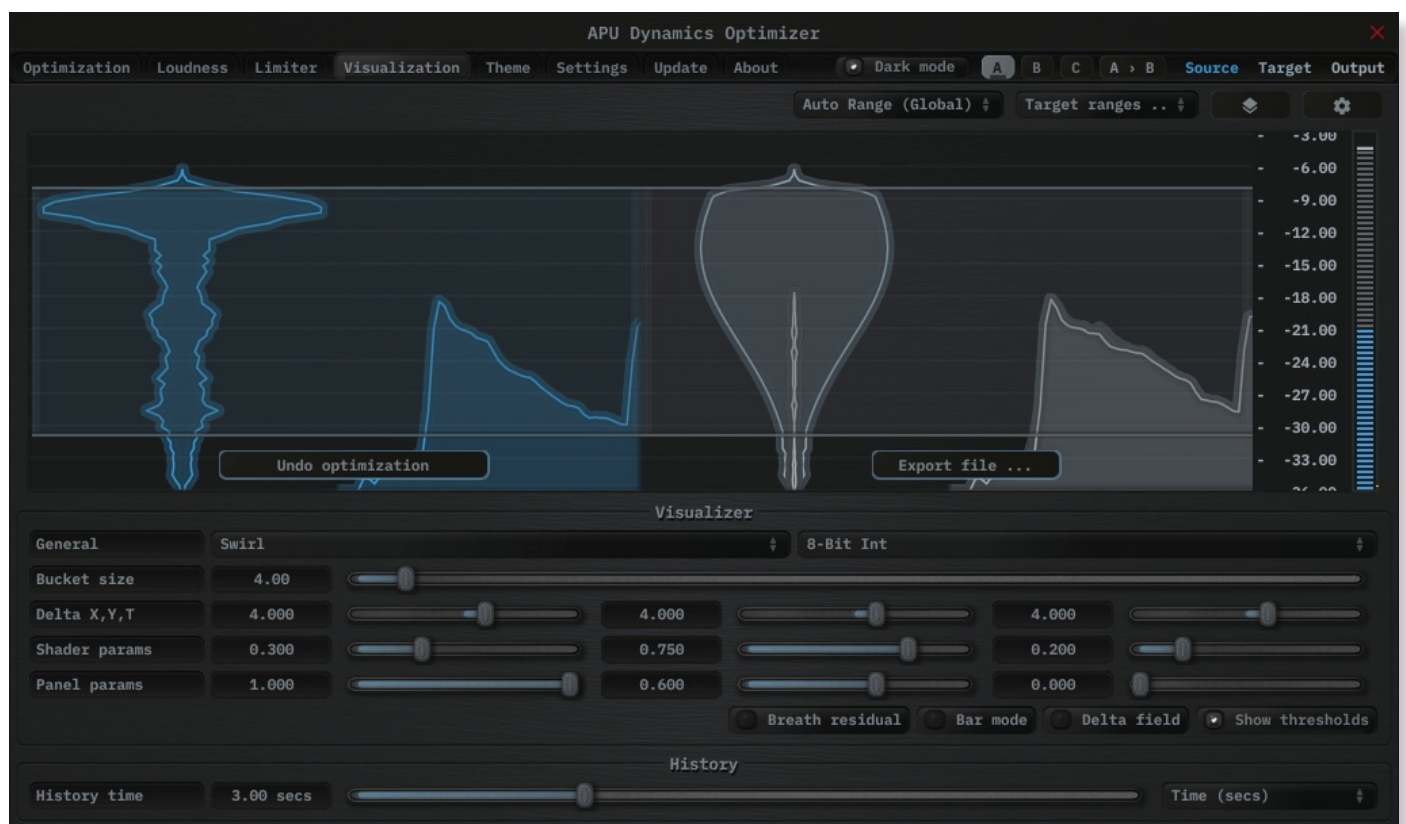 APU Dynamics Optimizer
Optimization Loudness Limiter Visualization Theme Settings Update About Dark mode A B C A › B Source Target Output
Auto Range (Global) Target ranges ..
- -3.00
- -6.00
- -9.00
- -12.00
- -15.00
- -18.00
- -21.00
- -24.00
- -27.00
- -30.00
- -33.00
Undo optimization Export file ...
Visualizer
General Swirl 8-Bit Int
Bucket size 4.00
Delta X,Y,T 4.000 4.000 4.000
Shader params 0.300 0.750 0.200
Panel params 1.000 0.600 0.000
Breath residual Bar mode Delta field Show thresholds
History
History time 3.00 secs Time (secs)